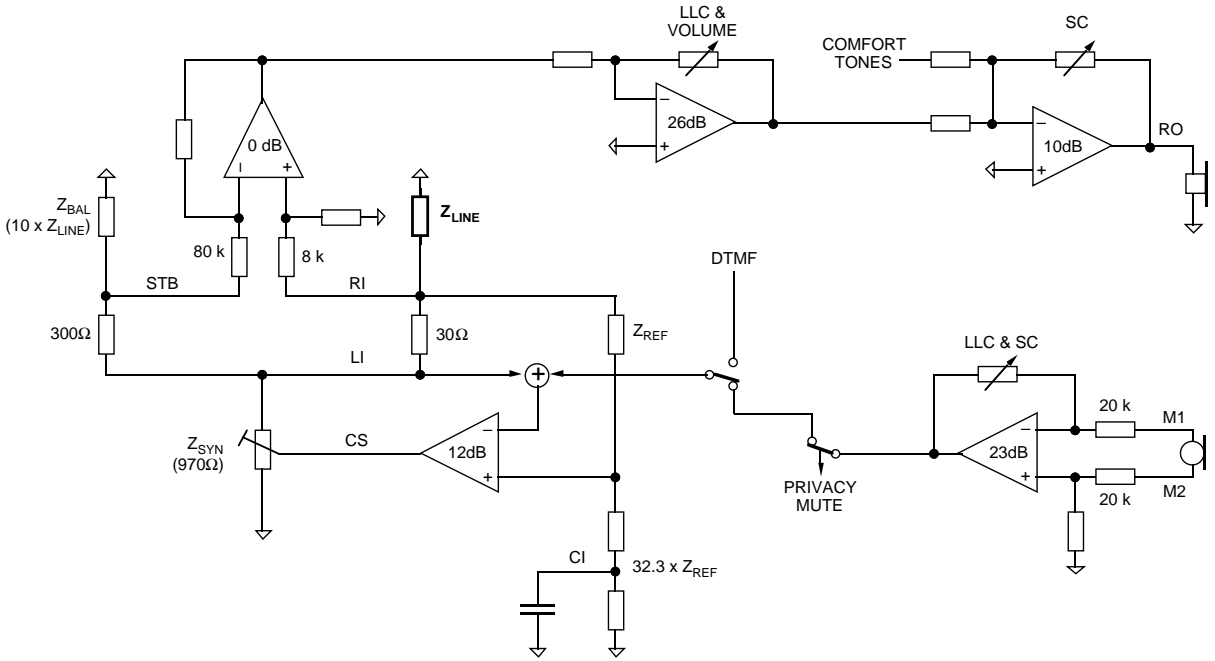 LLC &
VOLUME
SC
COMFORT
TONES
−
26dB
+
−
10dB
+
RO
0 dB
−
+
Z_BAL
(10 x Z_LINE)
Z_LINE
80 k
8 k
STB
RI
DTMF
300Ω
30Ω
Z_REF
LI
+
LLC & SC
Z_SYN
(970Ω)
CS
−
12dB
+
−
23dB
+
20 k
M1
20 k
M2
PRIVACY
MUTE
CI
32.3 x Z_REF